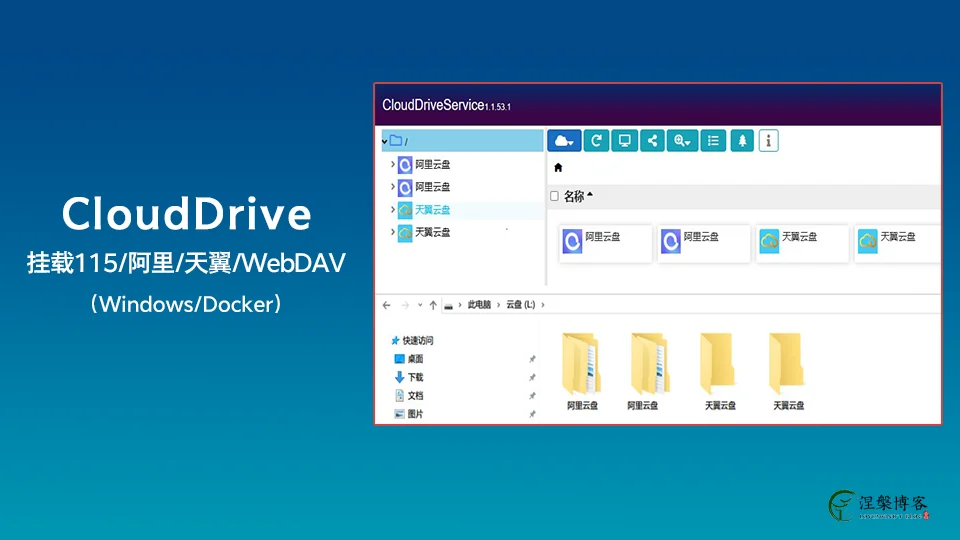 CloudDrive
挂载115/阿里/天翼/WebDAV
（Windows/Docker）
CloudDriveService1.1.53.1
/
阿里云盘
阿里云盘
天翼云盘
天翼云盘
名称
阿里云盘
阿里云盘
天翼云盘
天翼云盘
此电脑 › 云盘 (L:) ›
快速访问
桌面
下载
文档
图片
阿里云盘
阿里云盘
天翼云盘
天翼云盘
涅槃博客